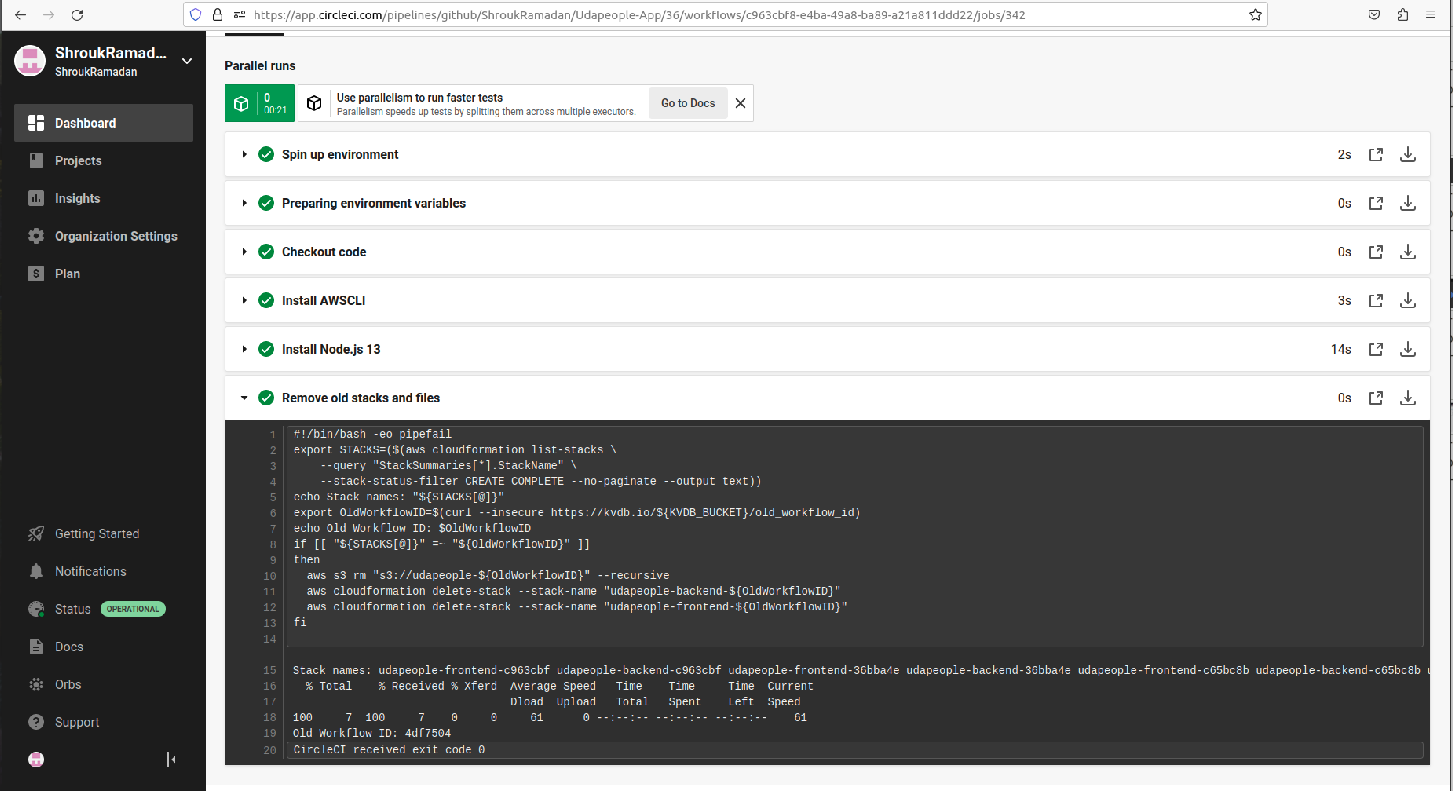 https://app.circleci.com/pipelines/github/ShroukRamadan/Udapeople-App/36/workflows/c963cbf8-e4ba-49a8-ba89-a21a811ddd22/jobs/342
ShroukRamad...
ShroukRamadan
Dashboard
Projects
Insights
Organization Settings
Plan
Getting Started
Notifications
Status OPERATIONAL
Docs
Orbs
Support
Parallel runs
0
00:21
Use parallelism to run faster tests
Parallelism speeds up tests by splitting them across multiple executors.
Go to Docs
Spin up environment 2s
Preparing environment variables 0s
Checkout code 0s
Install AWSCLI 3s
Install Node.js 13 14s
Remove old stacks and files 0s
1 #!/bin/bash -eo pipefail
2 export STACKS=($(aws cloudformation list-stacks \
3 --query "StackSummaries[*].StackName" \
4 --stack-status-filter CREATE_COMPLETE --no-paginate --output text))
5 echo Stack names: "${STACKS[@]}"
6 export OldWorkflowID=$(curl --insecure https://kvdb.io/${KVDB_BUCKET}/old_workflow_id)
7 echo Old Workflow ID: $OldWorkflowID
8 if [[ "${STACKS[@]}" =~ "${OldWorkflowID}" ]]
9 then
10 aws s3 rm "s3://udapeople-${OldWorkflowID}" --recursive
11 aws cloudformation delete-stack --stack-name "udapeople-backend-${OldWorkflowID}"
12 aws cloudformation delete-stack --stack-name "udapeople-frontend-${OldWorkflowID}"
13 fi
14
15 Stack names: udapeople-frontend-c963cbf udapeople-backend-c963cbf udapeople-frontend-36bba4e udapeople-backend-36bba4e udapeople-frontend-c65bc8b udapeople-backend-c65bc8b
16 % Total % Received % Xferd Average Speed Time Time Time Current
17 Dload Upload Total Spent Left Speed
18 100 7 100 7 0 0 61 0 --:--:-- --:--:-- --:--:-- 61
19 Old Workflow ID: 4df7504
20 CircleCI received exit code 0